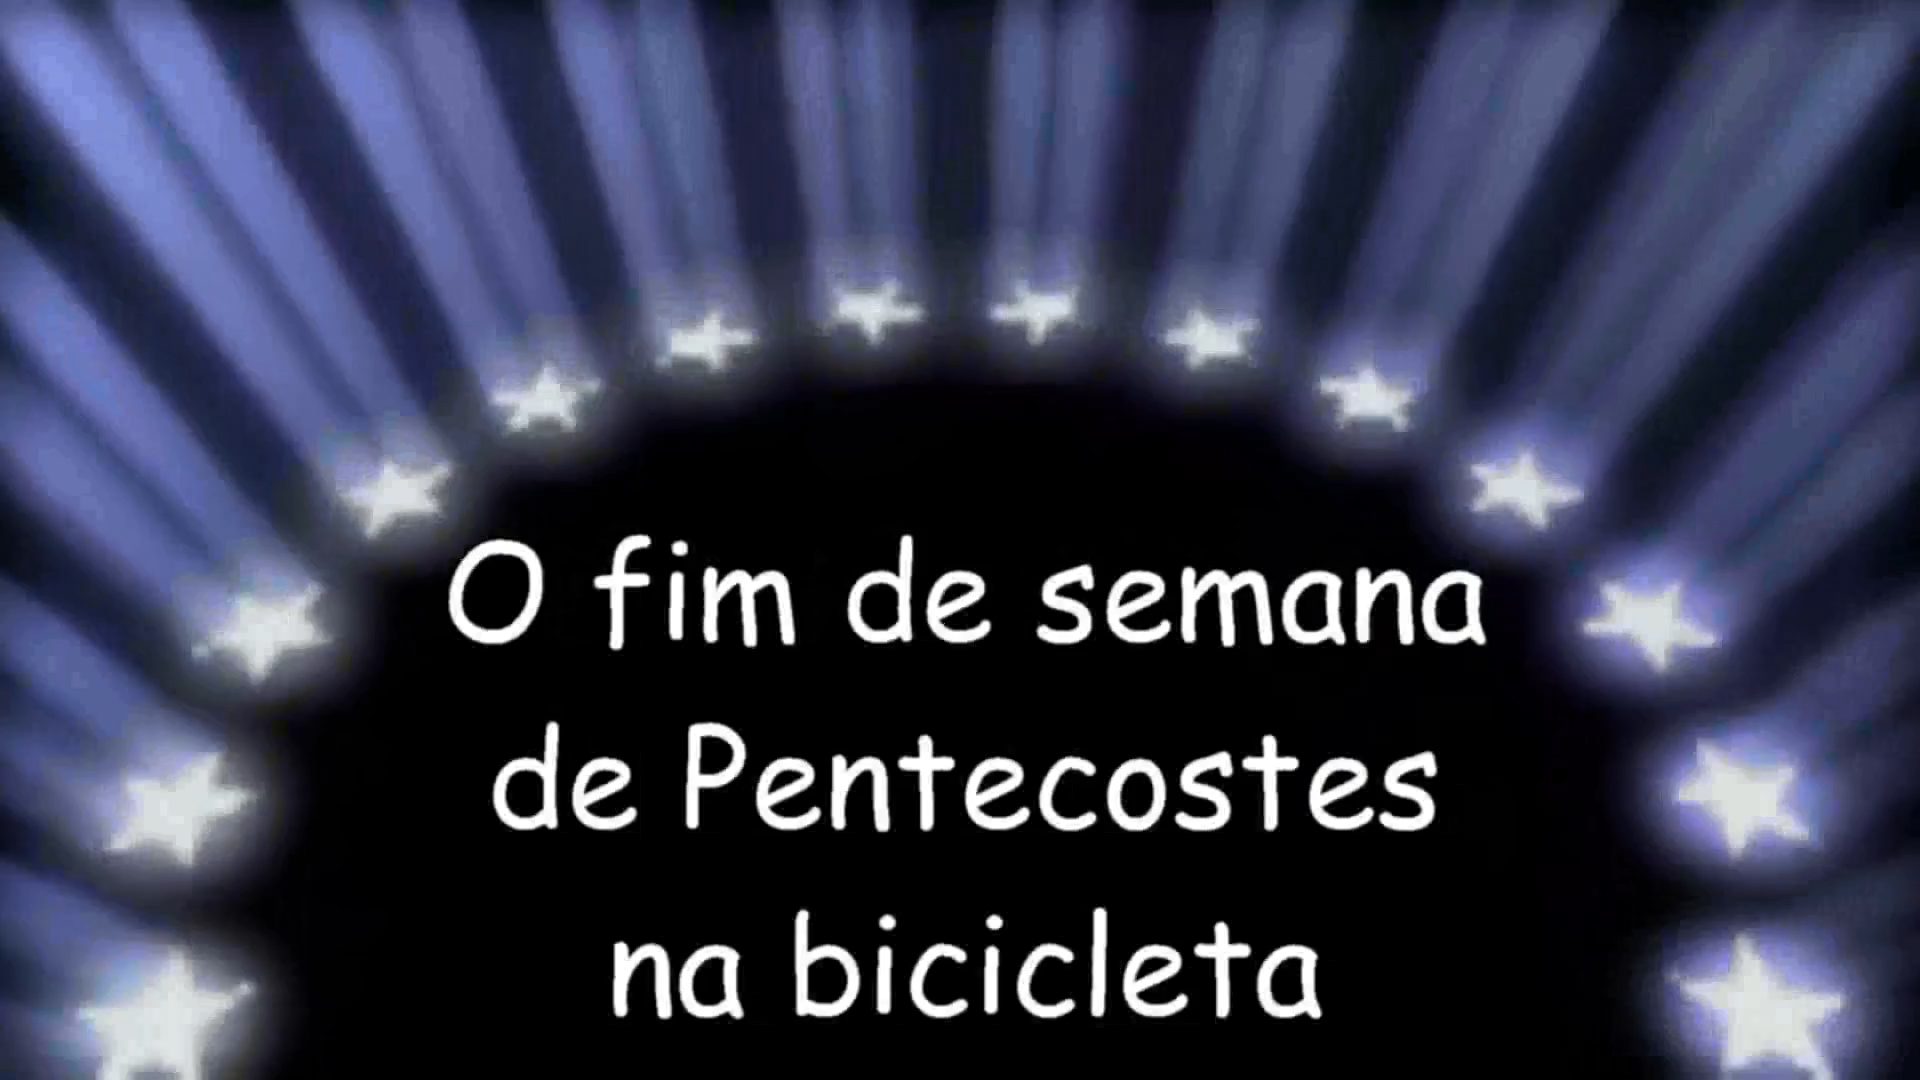 O fim de semana
de Pentecostes
na bicicleta